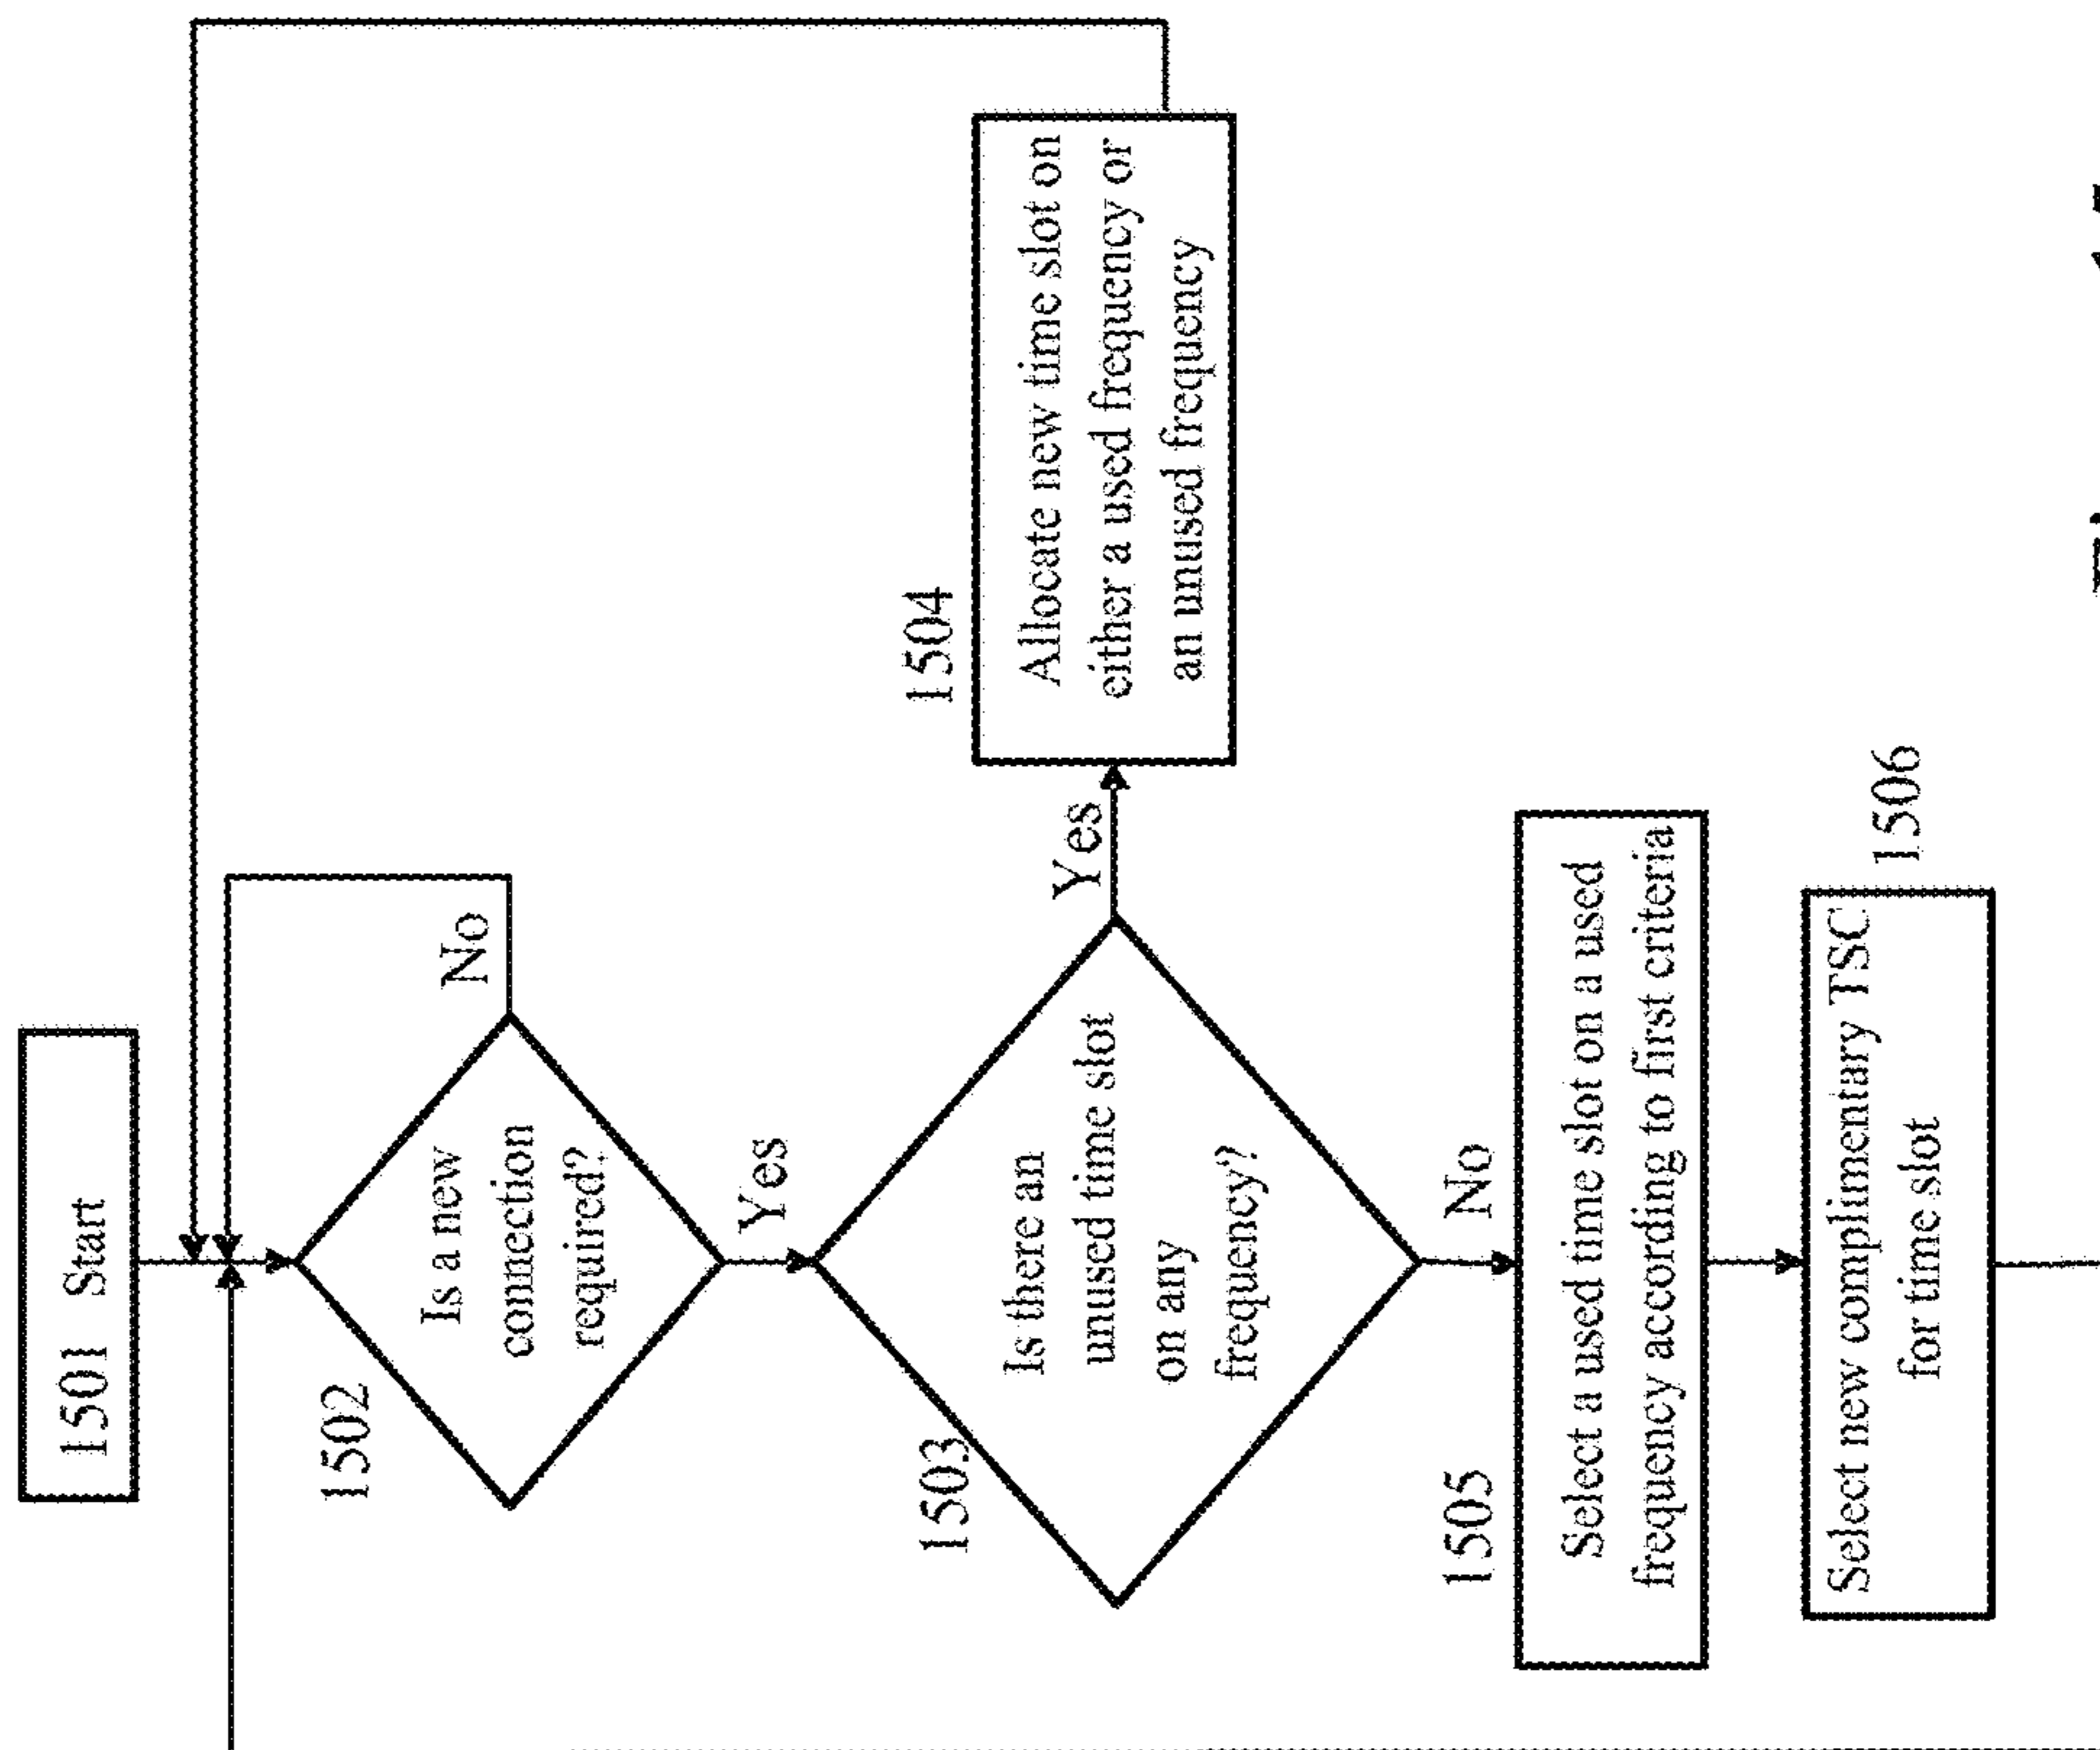 1501 Start
1502
Is a new
connection
required?
No
Yes
1503
Is there an
unused time slot
on any
frequency?
Yes
1504
Allocate new time slot on
either a used frequency or
an unused frequency
No
1505
Select a used time slot on a used
frequency according to first criteria
1506
Select new complimentary TSC
for time slot